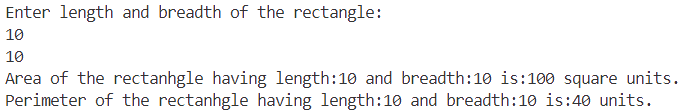 Enter length and breadth of the rectangle:
10
10
Area of the rectanhgle having length:10 and breadth:10 is:100 square units.
Perimeter of the rectanhgle having length:10 and breadth:10 is:40 units.